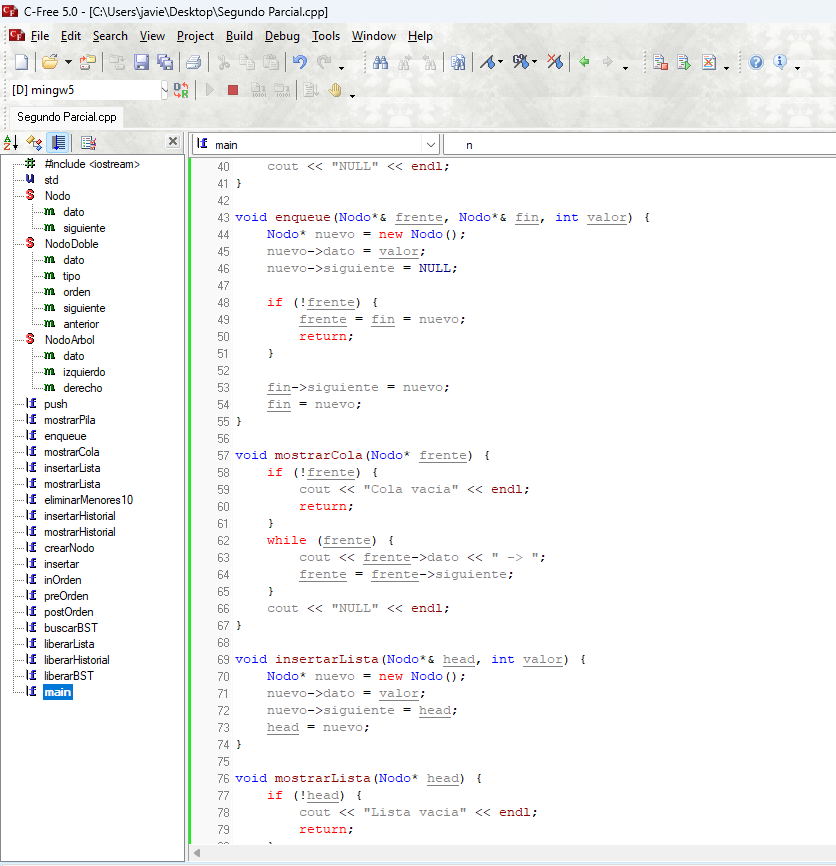 C-Free 5.0 - [C:\Users\javie\Desktop\Segundo Parcial.cpp]
File Edit Search View Project Build Debug Tools Window Help
[D] mingw5
Segundo Parcial.cpp
main
n
#include <iostream>
std
Nodo
dato
siguiente
NodoDoble
dato
tipo
orden
siguiente
anterior
NodoArbol
dato
izquierdo
derecho
push
mostrarPila
enqueue
mostrarCola
insertarLista
mostrarLista
eliminarMenores10
insertarHistorial
mostrarHistorial
crearNodo
insertar
inOrden
preOrden
postOrden
buscarBST
liberarLista
liberarHistorial
liberarBST
main
40     cout << "NULL" << endl;
41 }
42
43 void enqueue(Nodo*& frente, Nodo*& fin, int valor) {
44     Nodo* nuevo = new Nodo();
45     nuevo->dato = valor;
46     nuevo->siguiente = NULL;
47
48     if (!frente) {
49         frente = fin = nuevo;
50         return;
51     }
52
53     fin->siguiente = nuevo;
54     fin = nuevo;
55 }
56
57 void mostrarCola(Nodo* frente) {
58     if (!frente) {
59         cout << "Cola vacia" << endl;
60         return;
61     }
62     while (frente) {
63         cout << frente->dato << " -> ";
64         frente = frente->siguiente;
65     }
66     cout << "NULL" << endl;
67 }
68
69 void insertarLista(Nodo*& head, int valor) {
70     Nodo* nuevo = new Nodo();
71     nuevo->dato = valor;
72     nuevo->siguiente = head;
73     head = nuevo;
74 }
75
76 void mostrarLista(Nodo* head) {
77     if (!head) {
78         cout << "Lista vacia" << endl;
79         return;